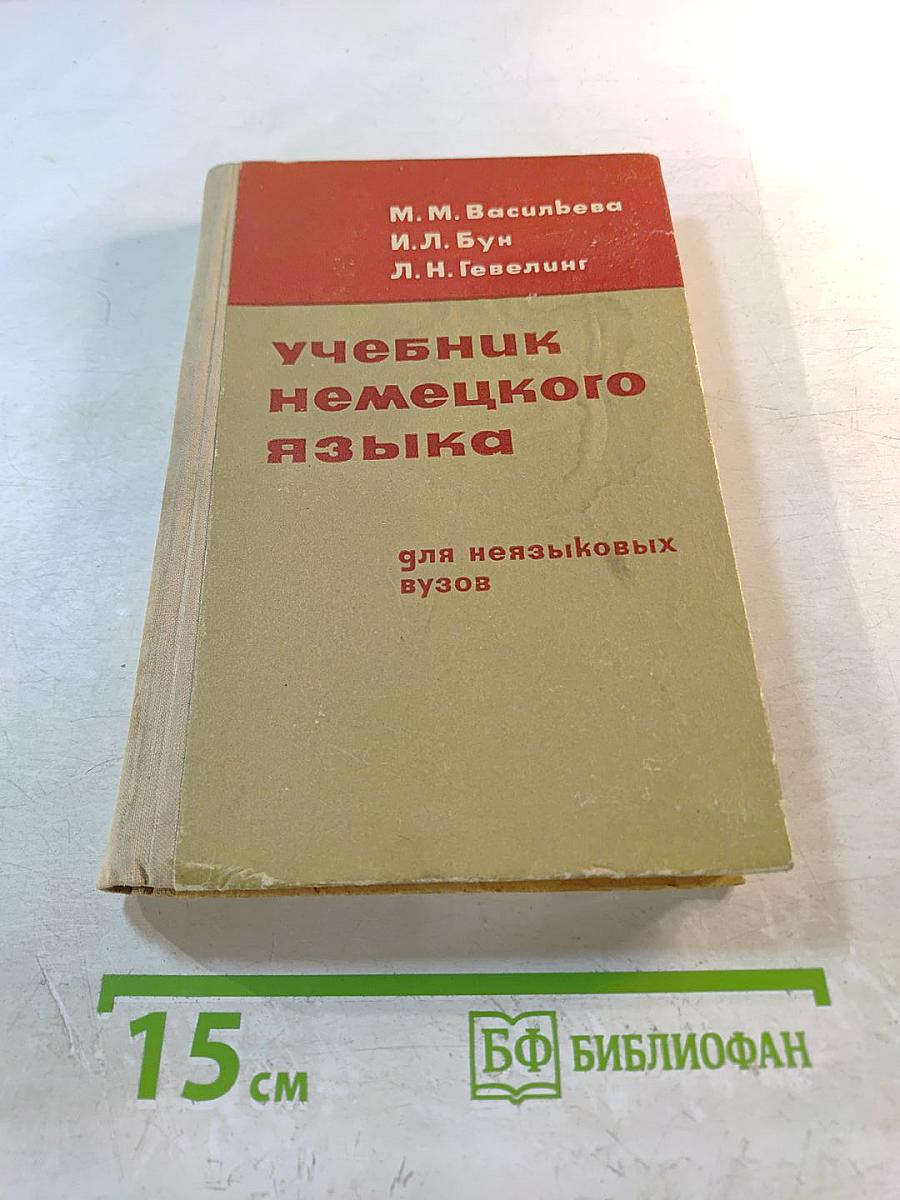 М. М. Васильева
И. Л. Бун
Л. Н. Гевелинг
учебник
немецкого
языка
для неязыковых
вузов
15 см
БФ БИБЛИОФАН